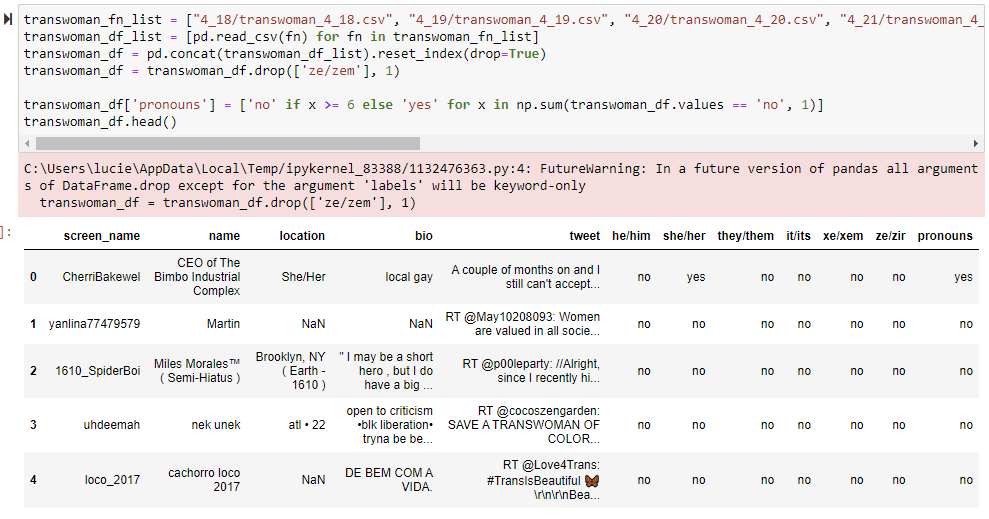 transwoman_fn_list = ["4_18/transwoman_4_18.csv", "4_19/transwoman_4_19.csv", "4_20/transwoman_4_20.csv", "4_21/transwoman_4_
transwoman_df_list = [pd.read_csv(fn) for fn in transwoman_fn_list]
transwoman_df = pd.concat(transwoman_df_list).reset_index(drop=True)
transwoman_df = transwoman_df.drop(['ze/zem'], 1)
transwoman_df['pronouns'] = ['no' if x >= 6 else 'yes' for x in np.sum(transwoman_df.values == 'no', 1)]
transwoman_df.head()
C:\Users\lucie\AppData\Local\Temp/ipykernel_83388/1132476363.py:4: FutureWarning: In a future version of pandas all argument
s of DataFrame.drop except for the argument 'labels' will be keyword-only
transwoman_df = transwoman_df.drop(['ze/zem'], 1)
]:
screen_name name location bio tweet he/him she/her they/them it/its xe/xem ze/zir pronouns
0 CherriBakewel CEO of The Bimbo Industrial Complex She/Her local gay A couple of months on and I still can't accept... no yes no no no no yes
1 yanlina77479579 Martin NaN NaN RT @May10208093: Women are valued in all socie... no no no no no no no
2 1610_SpiderBoi Miles Morales™ ( Semi-Hiatus ) Brooklyn, NY ( Earth - 1610 ) " I may be a short hero , but I do have a big ... RT @p00leparty: //Alright, since I recently hi... no no no no no no no
3 uhdeemah nek unek atl • 22 open to criticism •blk liberation• tryna be be... RT @cocoszengarden: SAVE A TRANSWOMAN OF COLOR... no no no no no no no
4 loco_2017 cachorro loco 2017 NaN DE BEM COM A VIDA. RT @Love4Trans: #TransIsBeautiful 🦋 \r\n\r\nBea... no no no no no no no